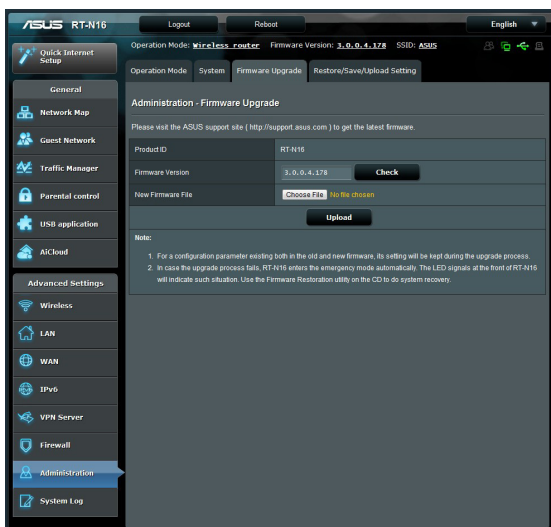 ASUS RT-N16
Logout
Reboot
English
Quick Internet
Setup
General
Network Map
Guest Network
Traffic Manager
Parental control
USB application
AiCloud
Advanced Settings
Wireless
LAN
WAN
IPv6
VPN Server
Firewall
Administration
System Log
Operation Mode: Wireless router Firmware Version: 3.0.0.4.178 SSID: ASUS
Operation Mode
System
Firmware Upgrade
Restore/Save/Upload Setting
Administration - Firmware Upgrade
Please visit the ASUS support site ( http://support.asus.com ) to get the latest firmware.
Product ID RT-N16
Firmware Version 3.0.0.4.178 Check
New Firmware File Choose File No file chosen
Upload
Note:
1. For a configuration parameter existing both in the old and new firmware, its setting will be kept during the upgrade process.
2. In case the upgrade process fails, RT-N16 enters the emergency mode automatically. The LED signals at the front of RT-N16
will indicate such situation. Use the Firmware Restoration utility on the CD to do system recovery.